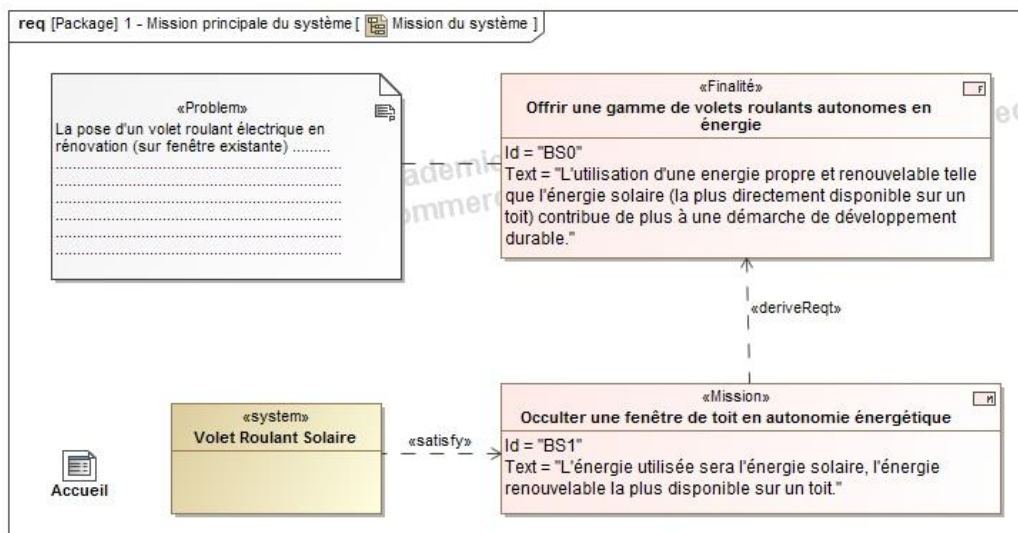 req [Package] 1 - Mission principale du système [ Mission du système ]
«Problem»
La pose d'un volet roulant électrique en
rénovation (sur fenêtre existante) .........
..............................................................................
..............................................................................
..............................................................................
..............................................................................
..............................................................................
..............................................................................
«Finalité»
F
Offrir une gamme de volets roulants autonomes en
énergie
Id = "BS0"
Text = "L'utilisation d'une energie propre et renouvelable telle
que l'énergie solaire (la plus directement disponible sur un
toit) contribue de plus à une démarche de développement
durable."
«deriveReqt»
«system»
Volet Roulant Solaire
«satisfy»
«Mission»
M
Occulter une fenêtre de toit en autonomie énergétique
Id = "BS1"
Text = "L'énergie utilisée sera l'énergie solaire, l'énergie
renouvelable la plus disponible sur un toit."
Accueil